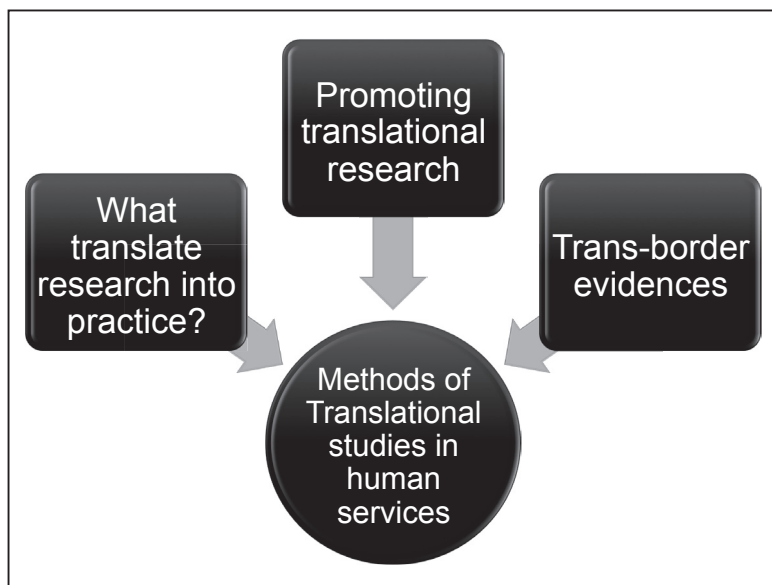 Promoting
translational
research
What
translate
research into
practice?
Trans-border
evidences
Methods of
Translational
studies in
human
services